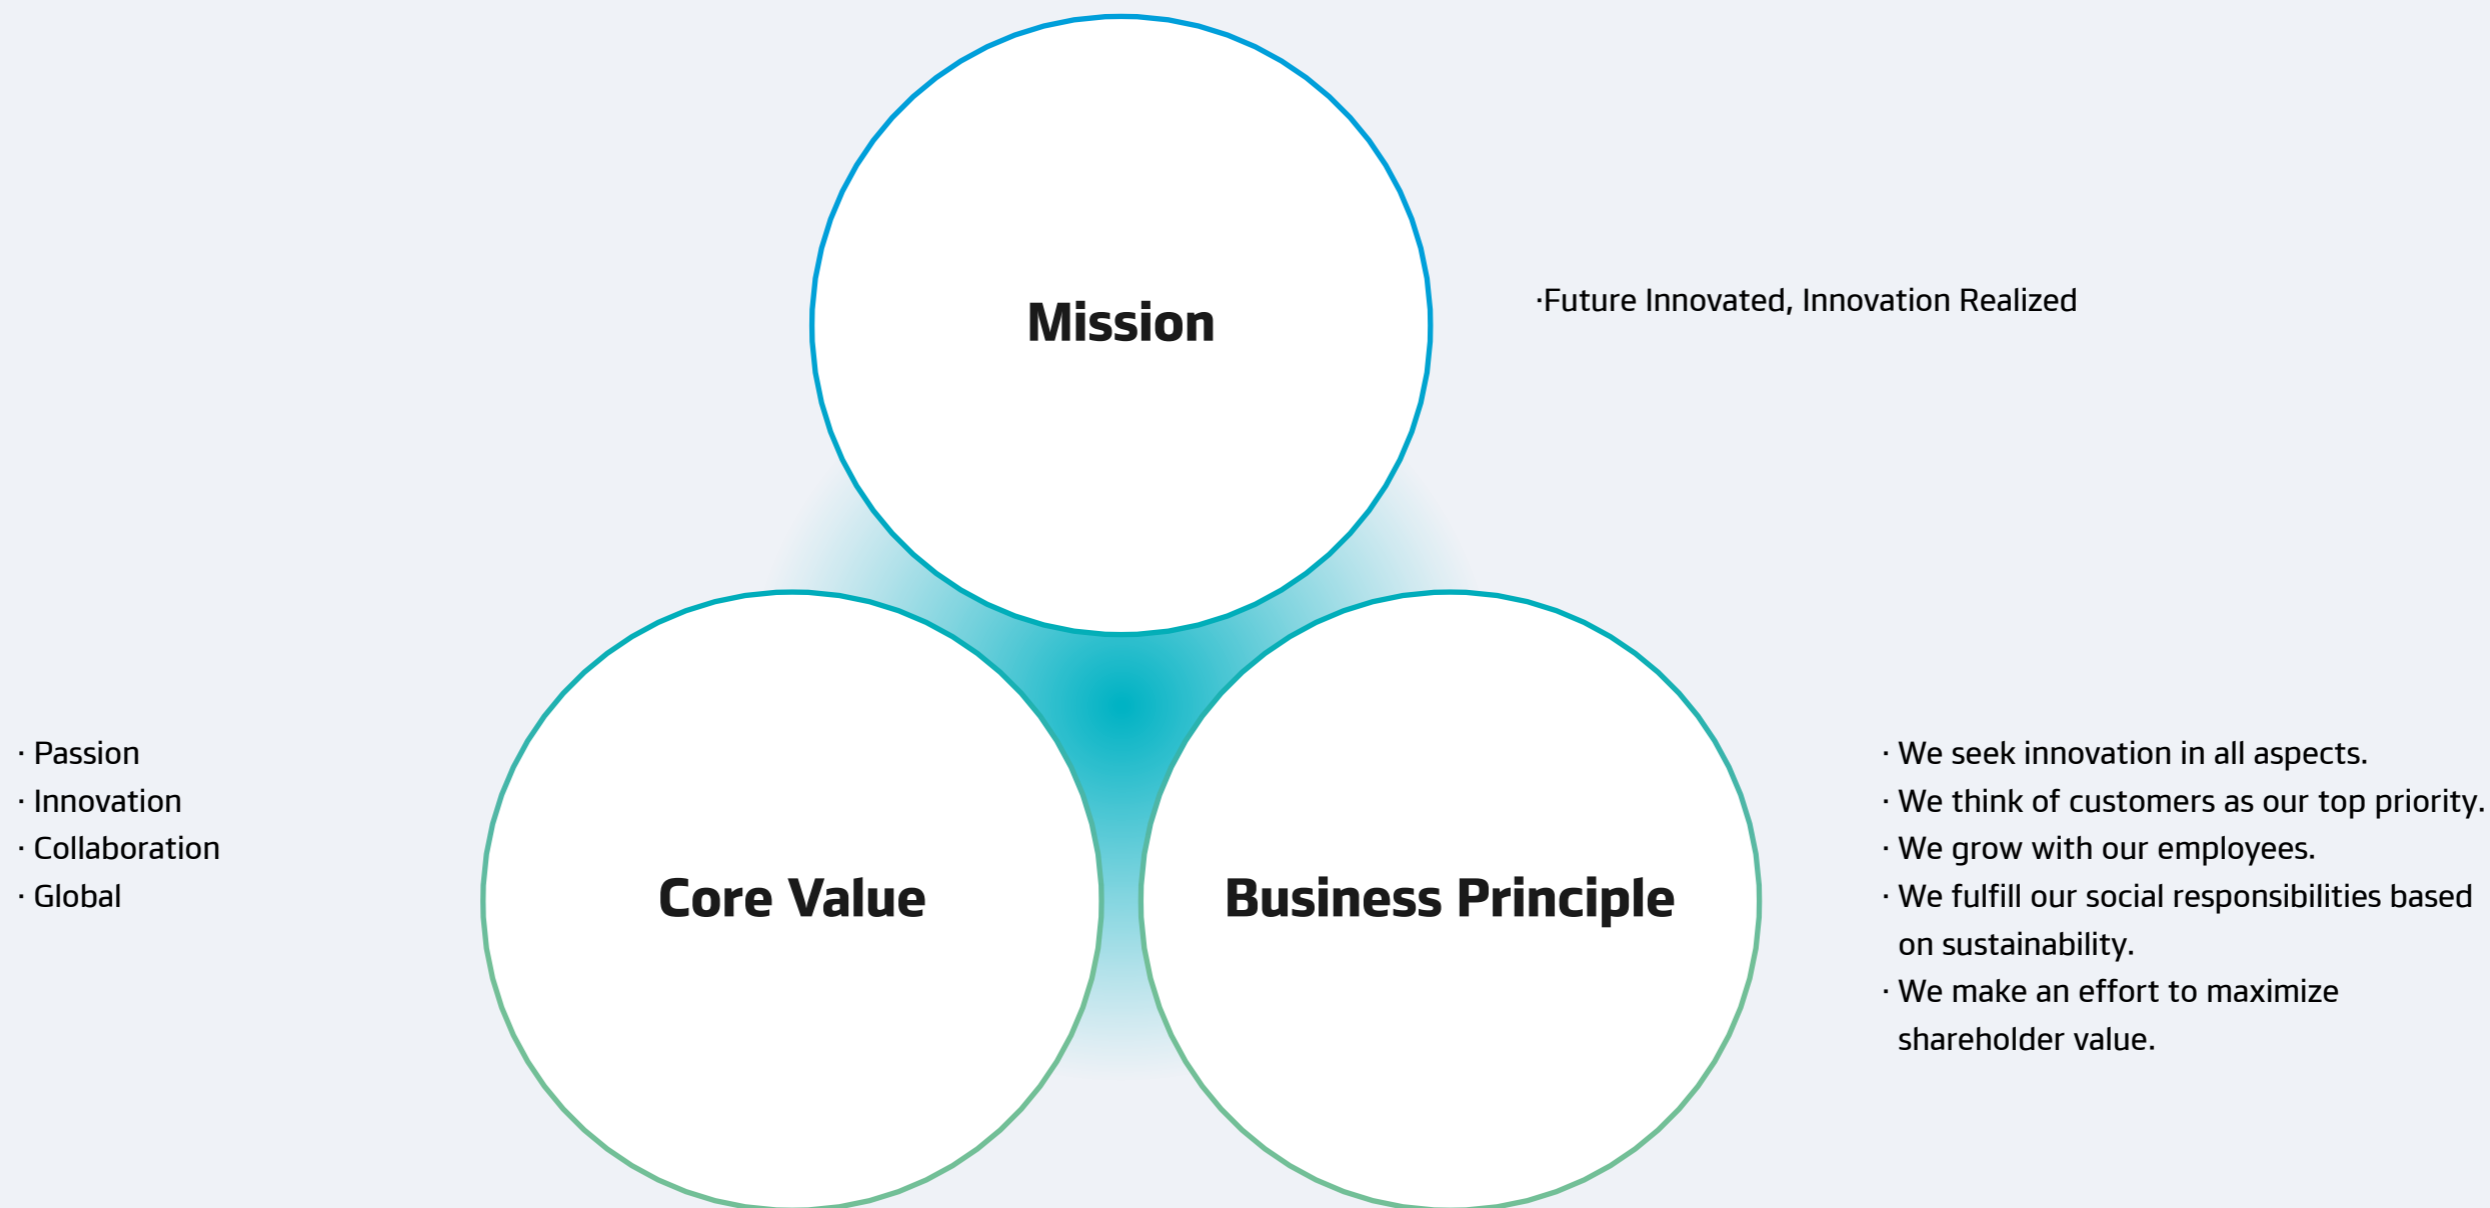 Mission
·Future Innovated, Innovation Realized
Core Value
· Passion
· Innovation
· Collaboration
· Global
Business Principle
· We seek innovation in all aspects.
· We think of customers as our top priority.
· We grow with our employees.
· We fulfill our social responsibilities based
on sustainability.
· We make an effort to maximize
shareholder value.